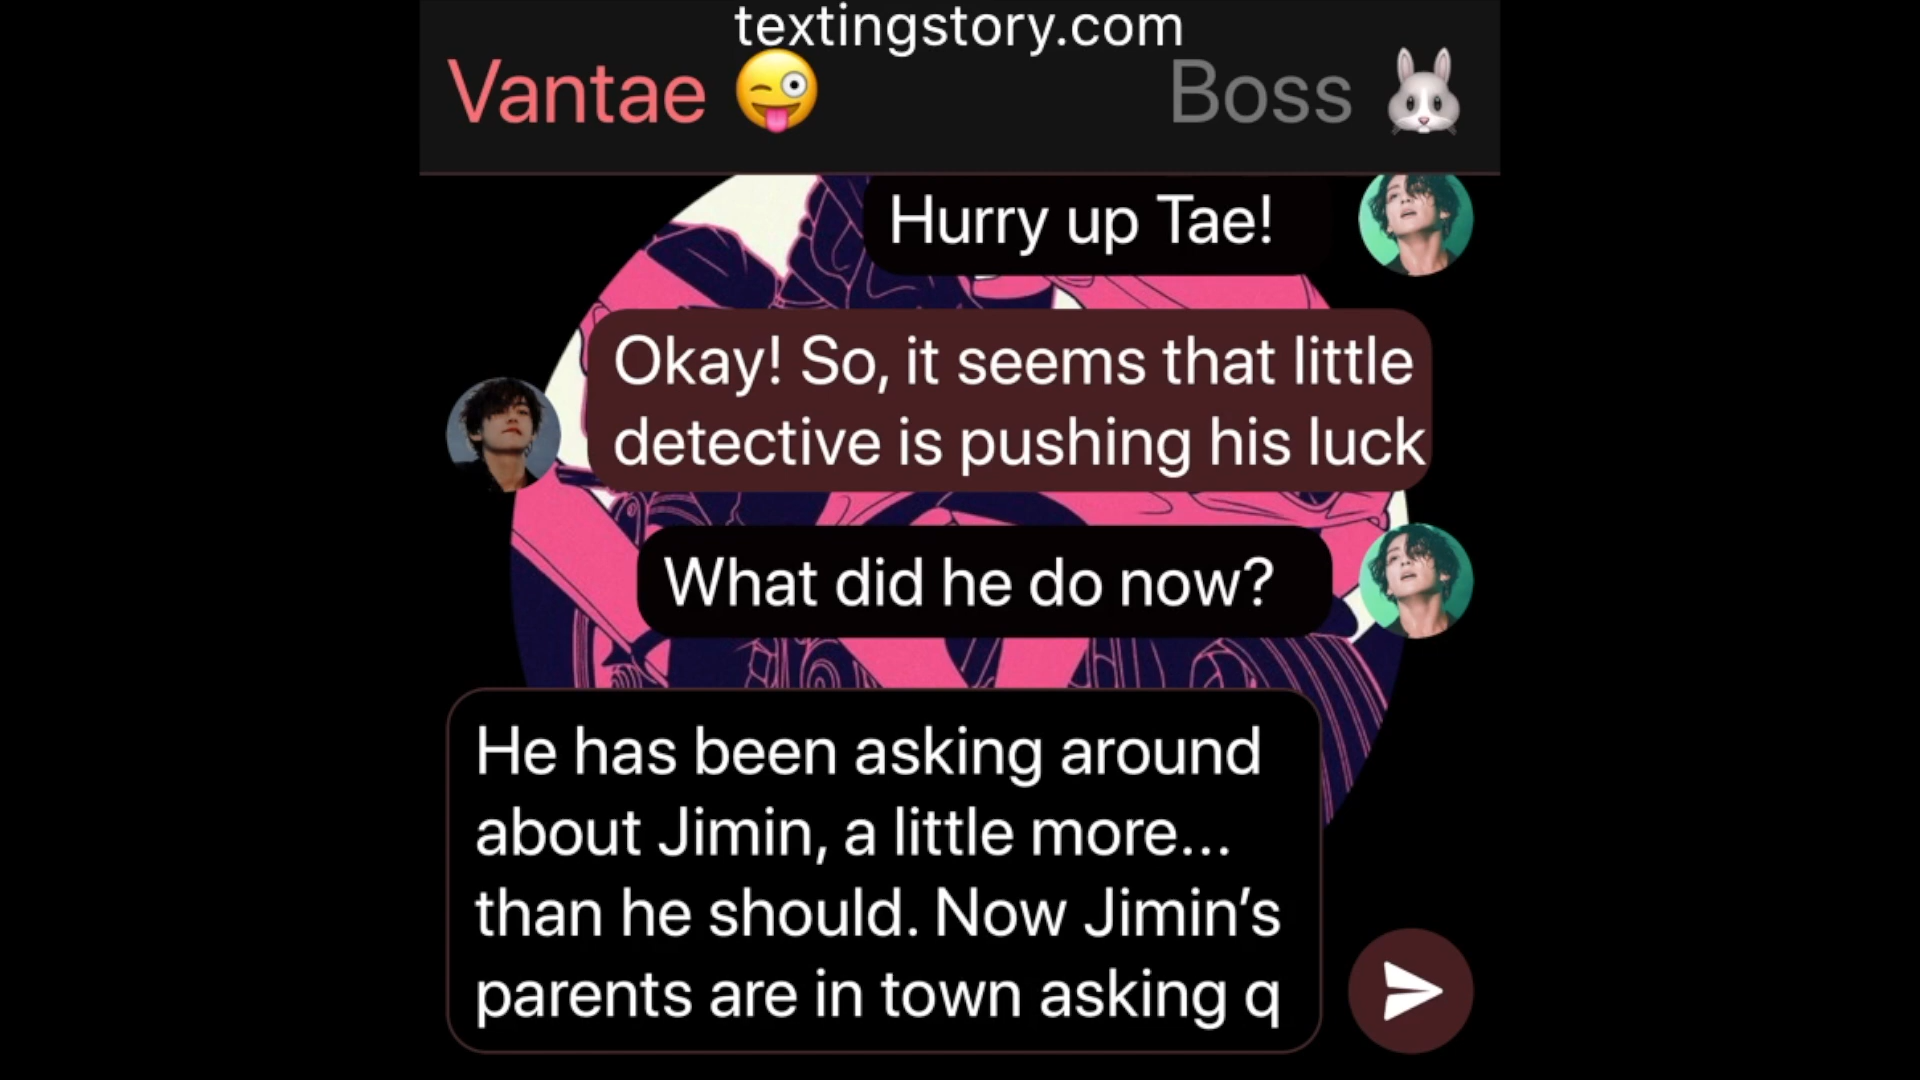 textingstory.com
Vantae 😜 Boss 🐰
Hurry up Tae!
Okay! So, it seems that little
detective is pushing his luck
What did he do now?
He has been asking around
about Jimin, a little more...
than he should. Now Jimin’s
parents are in town asking q